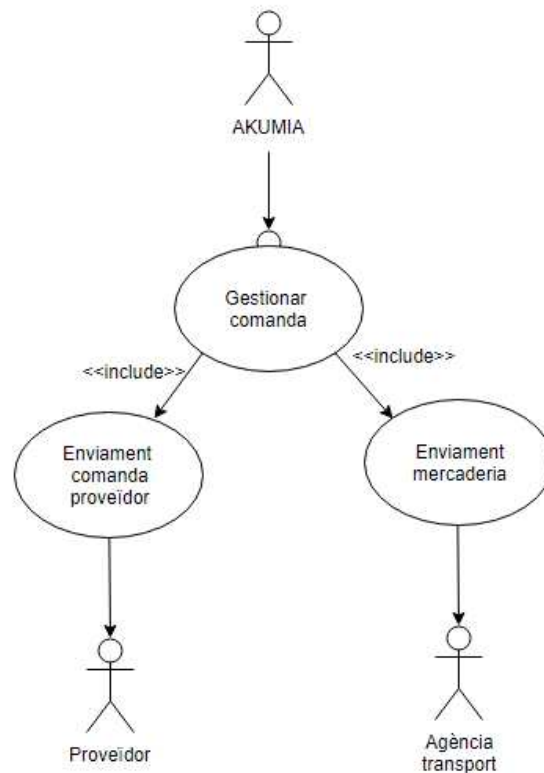 AKUMIA
Gestionar
comanda
<<include>>
<<include>>
Enviament
comanda
proveïdor
Enviament
mercaderia
Proveïdor
Agència
transport